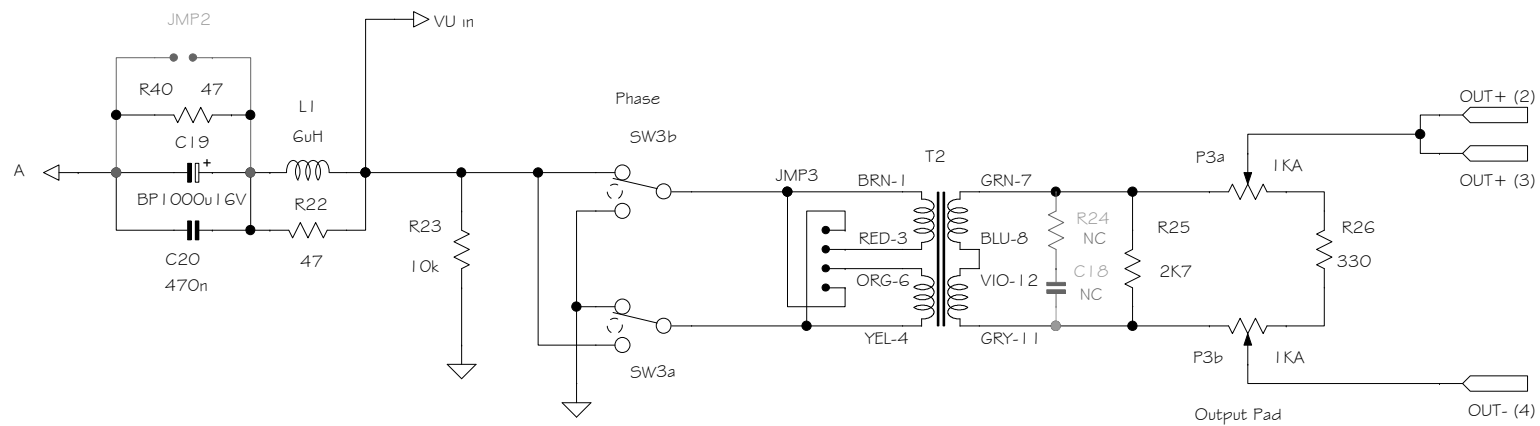 JMP2
VU in
R40 47
C19
+
BP1000u16V
L1
6uH
A
R22
47
C20
470n
R23
10k
Phase
SW3b
SW3a
JMP3
T2
BRN-1
RED-3
ORG-6
YEL-4
GRN-7
BLU-8
VIO-12
GRY-11
R24
NC
C18
NC
R25
2K7
P3a
1KA
R26
330
P3b
1KA
Output Pad
OUT+ (2)
OUT+ (3)
OUT- (4)